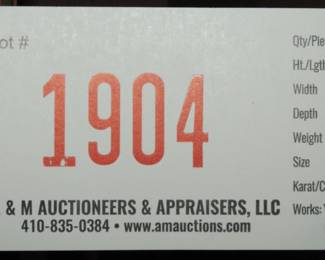 ot #
1904
& M AUCTIONEERS & APPRAISERS, LLC
410-835-0384 • www.amauctions.com
Qty/Pie
Ht./Lgth
Width
Depth
Weight
Size
Karat/C
Works: